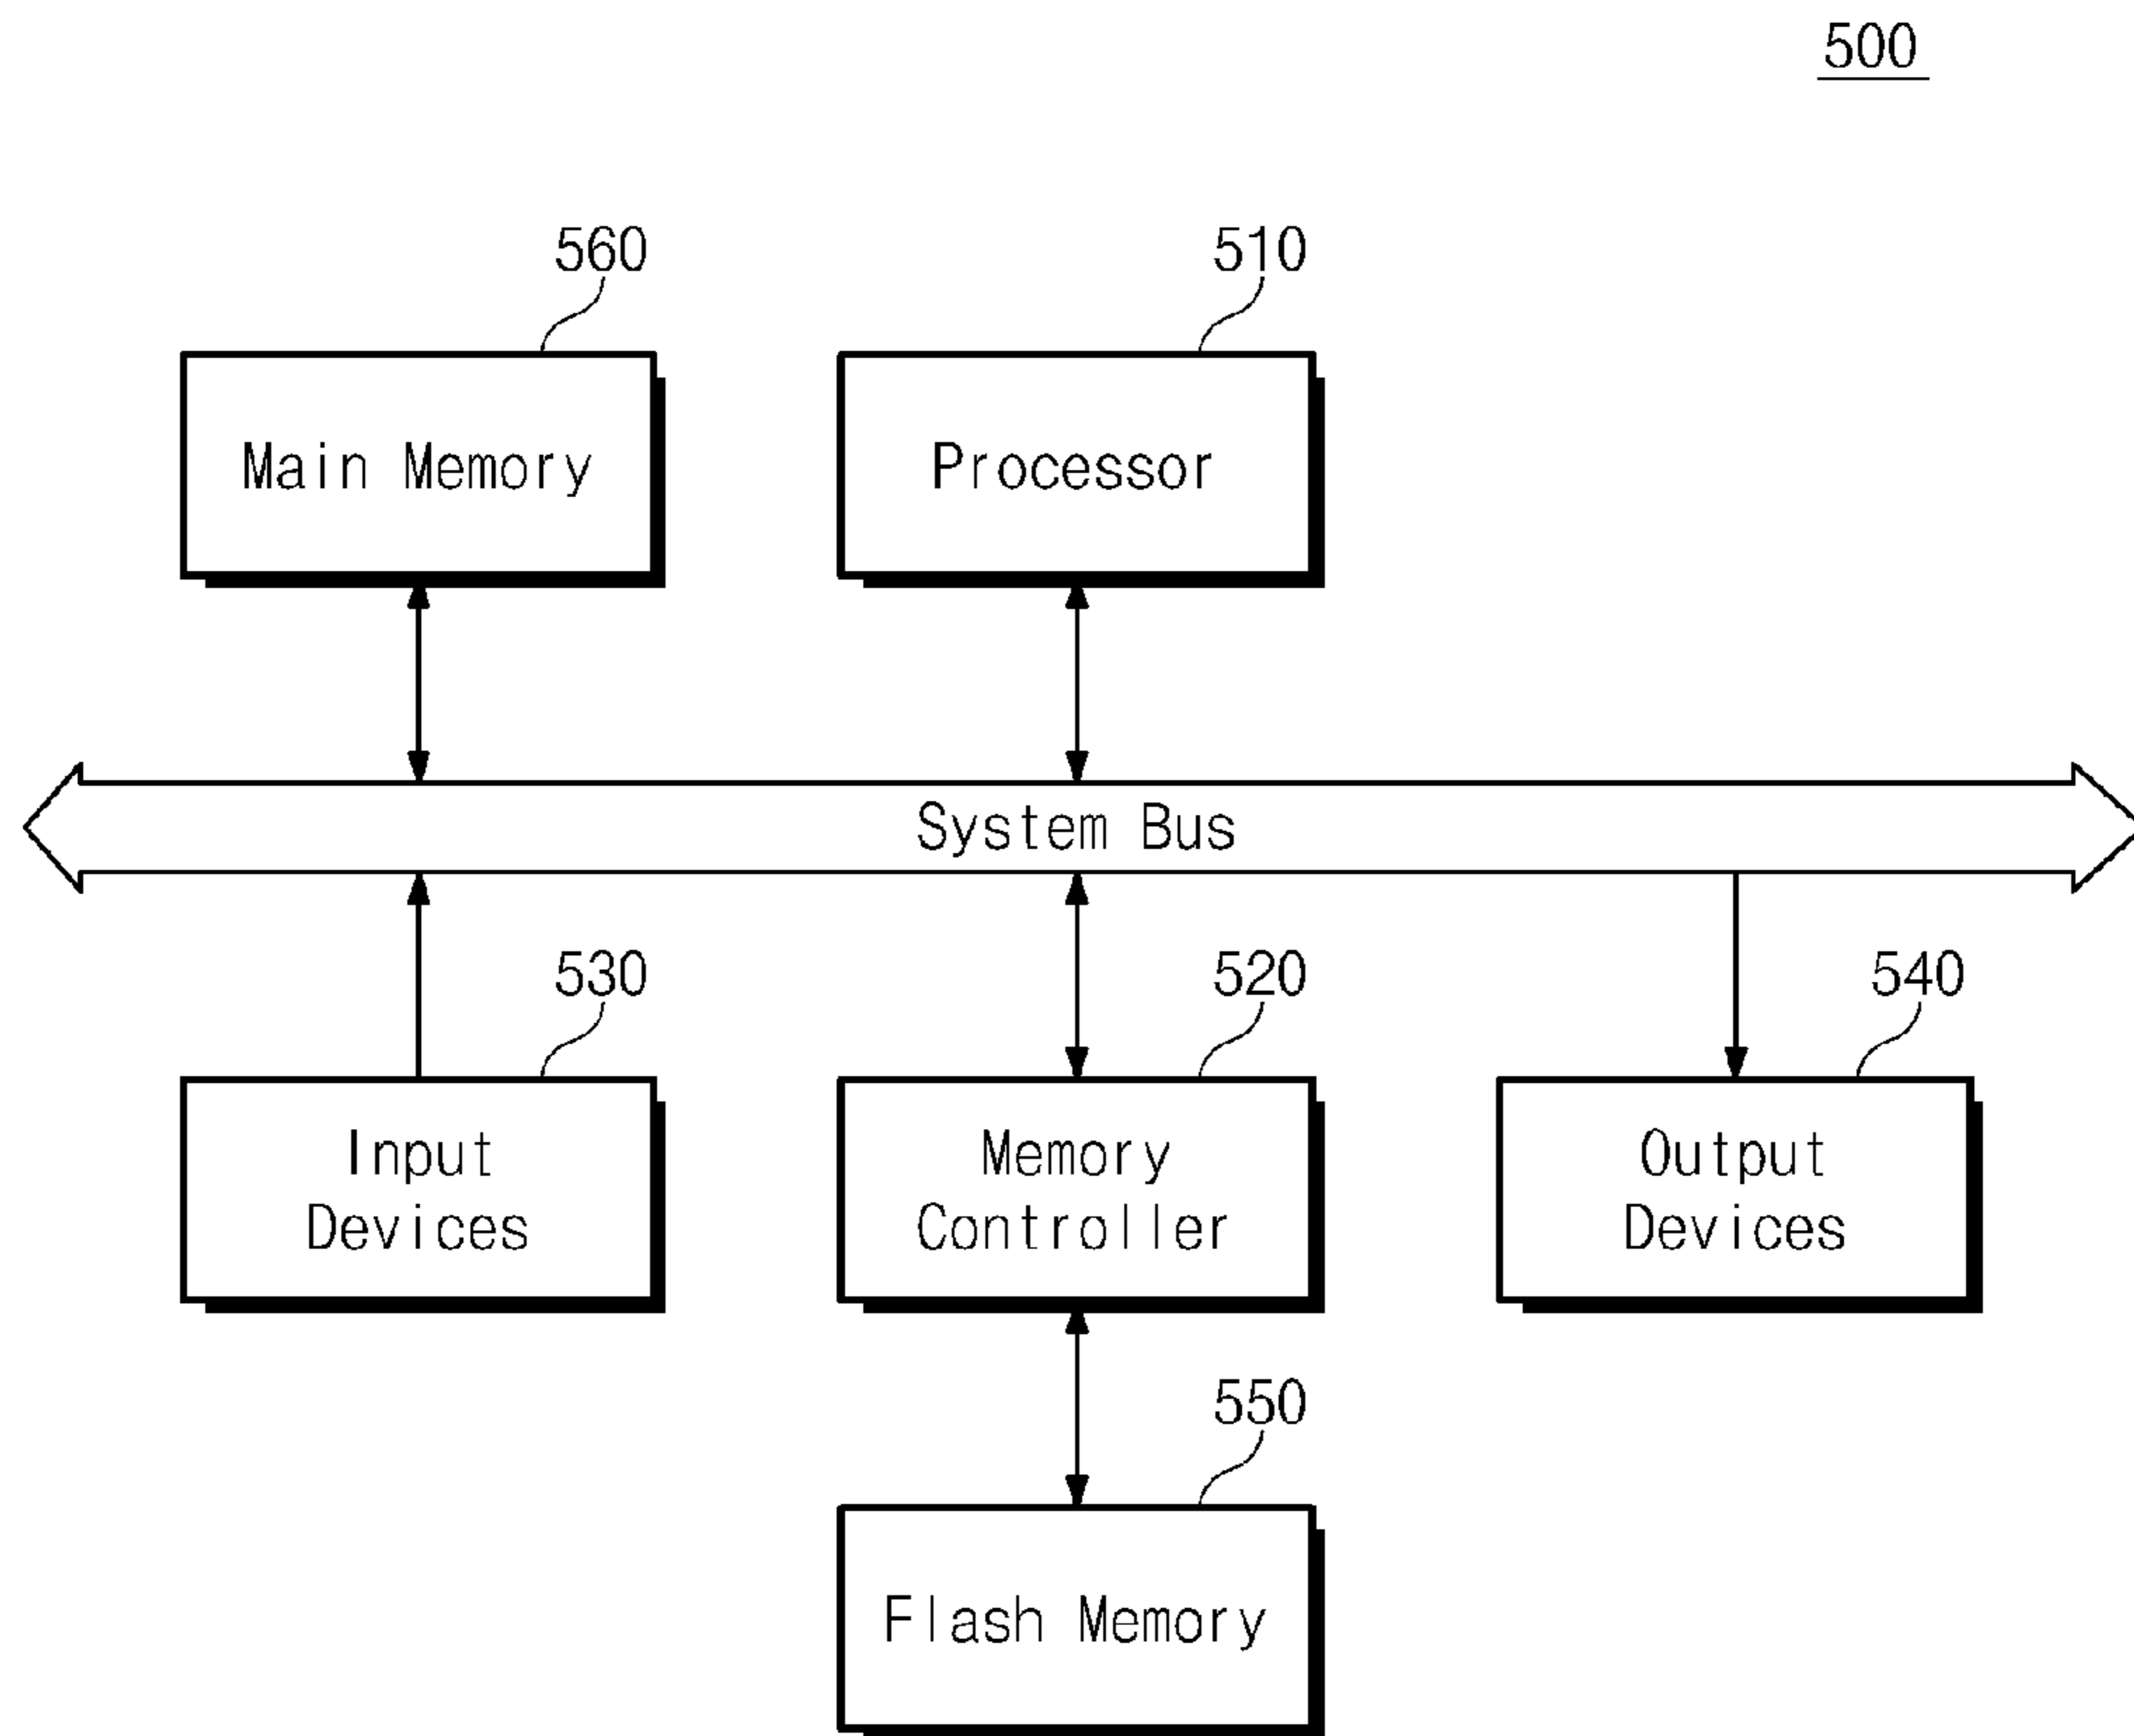 500
560
510
Main Memory
Processor
System Bus
530
520
540
Input
Devices
Memory
Controller
Output
Devices
550
Flash Memory